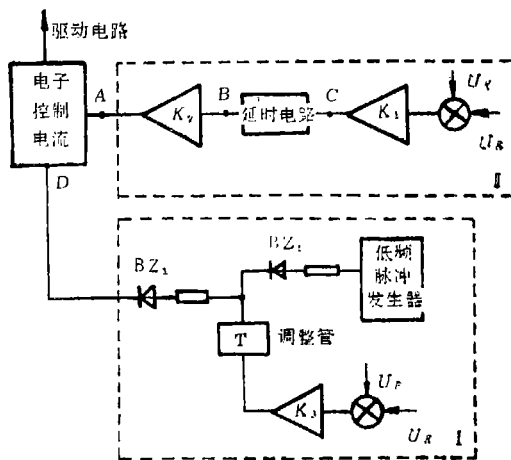 驱动电路
电子
控制
电流
A
K₂
B
延时电路
C
K₁
U_R
Ⅱ
D
BZ₁
BZ₂
低频
脉冲
发生器
T
调整管
K₃
U_F
U_R
Ⅰ